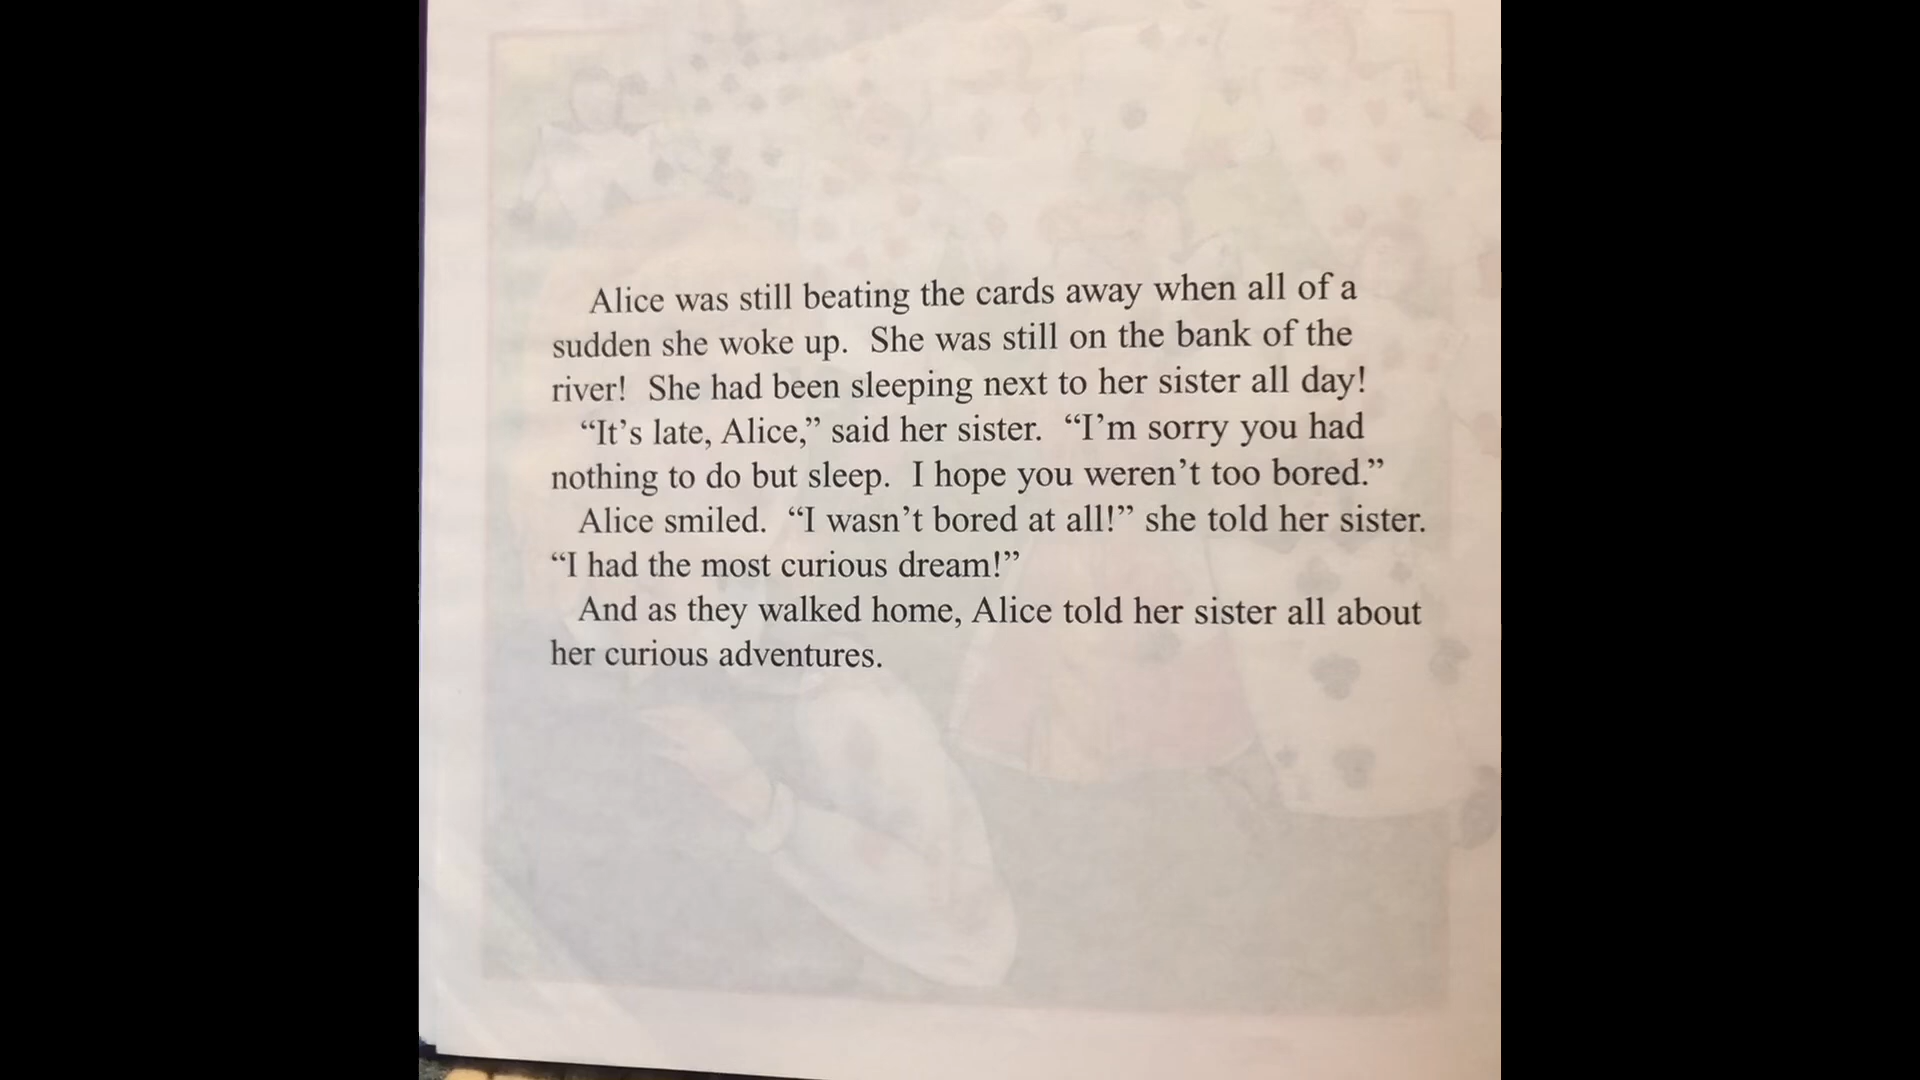 Alice was still beating the cards away when all of a
sudden she woke up.  She was still on the bank of the
river!  She had been sleeping next to her sister all day!
“It’s late, Alice,” said her sister.  “I’m sorry you had
nothing to do but sleep.  I hope you weren’t too bored.”
Alice smiled.  “I wasn’t bored at all!” she told her sister.
“I had the most curious dream!”
And as they walked home, Alice told her sister all about
her curious adventures.